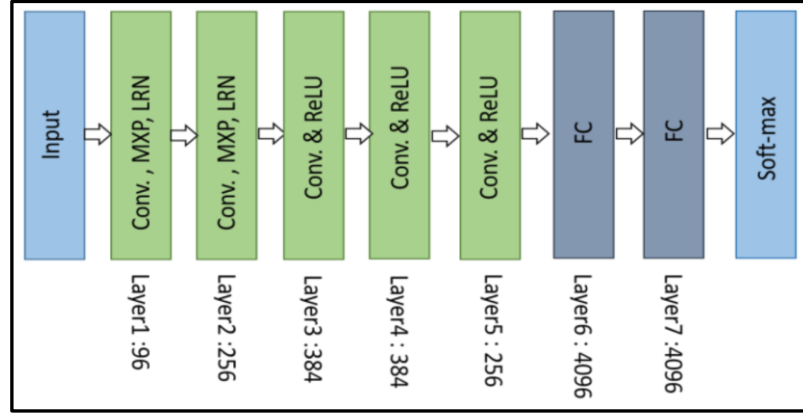 Input
Conv. , MXP, LRN
Conv. , MXP, LRN
Conv. & ReLU
Conv. & ReLU
Conv. & ReLU
FC
FC
Soft-max
Layer1 :96
Layer2 :256
Layer3 :384
Layer4 : 384
Layer5 : 256
Layer6 : 4096
Layer7 :4096